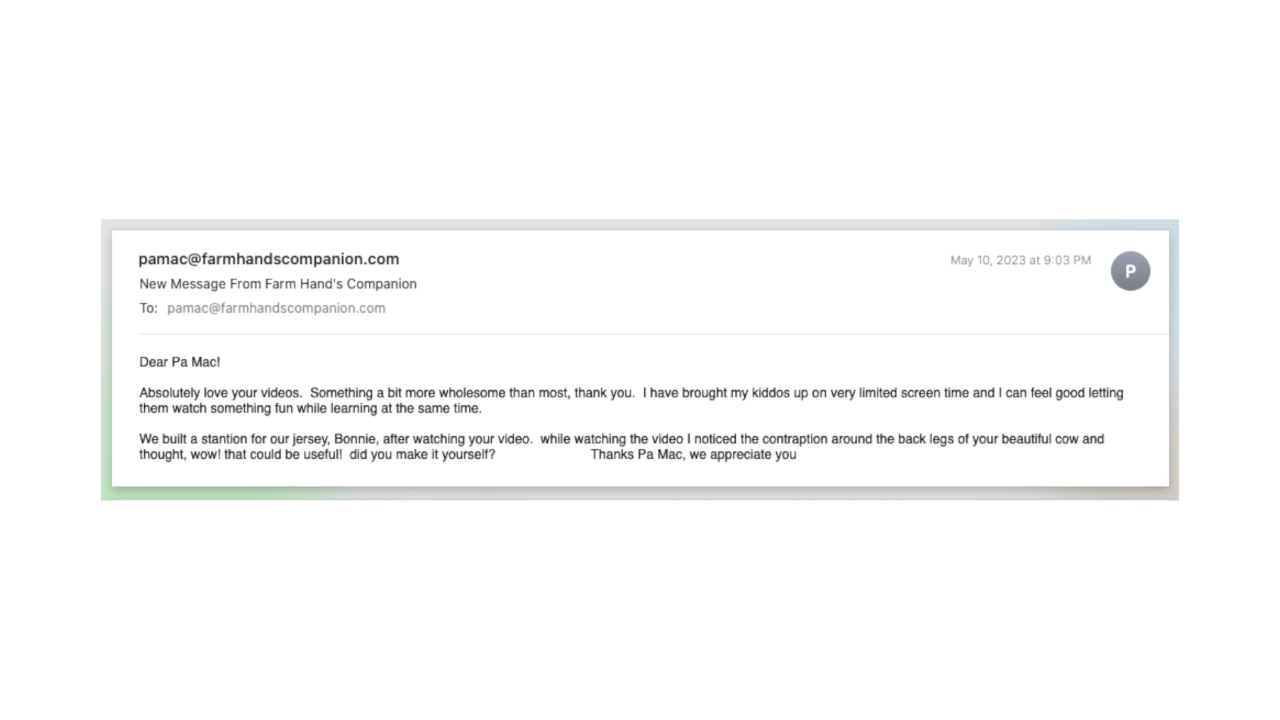 pamac@farmhandscompanion.com
May 10, 2023 at 9:03 PM
P
New Message From Farm Hand's Companion
To: pamac@farmhandscompanion.com
Dear Pa Mac!
Absolutely love your videos.  Something a bit more wholesome than most, thank you.  I have brought my kiddos up on very limited screen time and I can feel good letting
them watch something fun while learning at the same time.
We built a stantion for our jersey, Bonnie, after watching your video.  while watching the video I noticed the contraption around the back legs of your beautiful cow and
thought, wow! that could be useful!  did you make it yourself?                    Thanks Pa Mac, we appreciate you